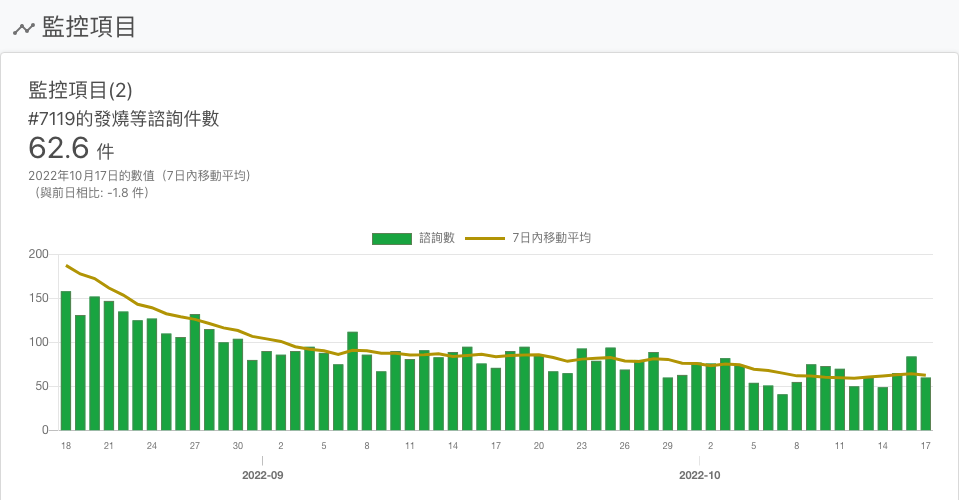 監控項目
監控項目(2)
#7119的發燒等諮詢件數
62.6 件
2022年10月17日的數值（7日內移動平均）
（與前日相比: -1.8 件）
諮詢數 7日內移動平均
200
150
100
50
0
18 21 24 27 30 2 5 8 11 14 17 20 23 26 29 2 5 8 11 14 17
2022-09 2022-10